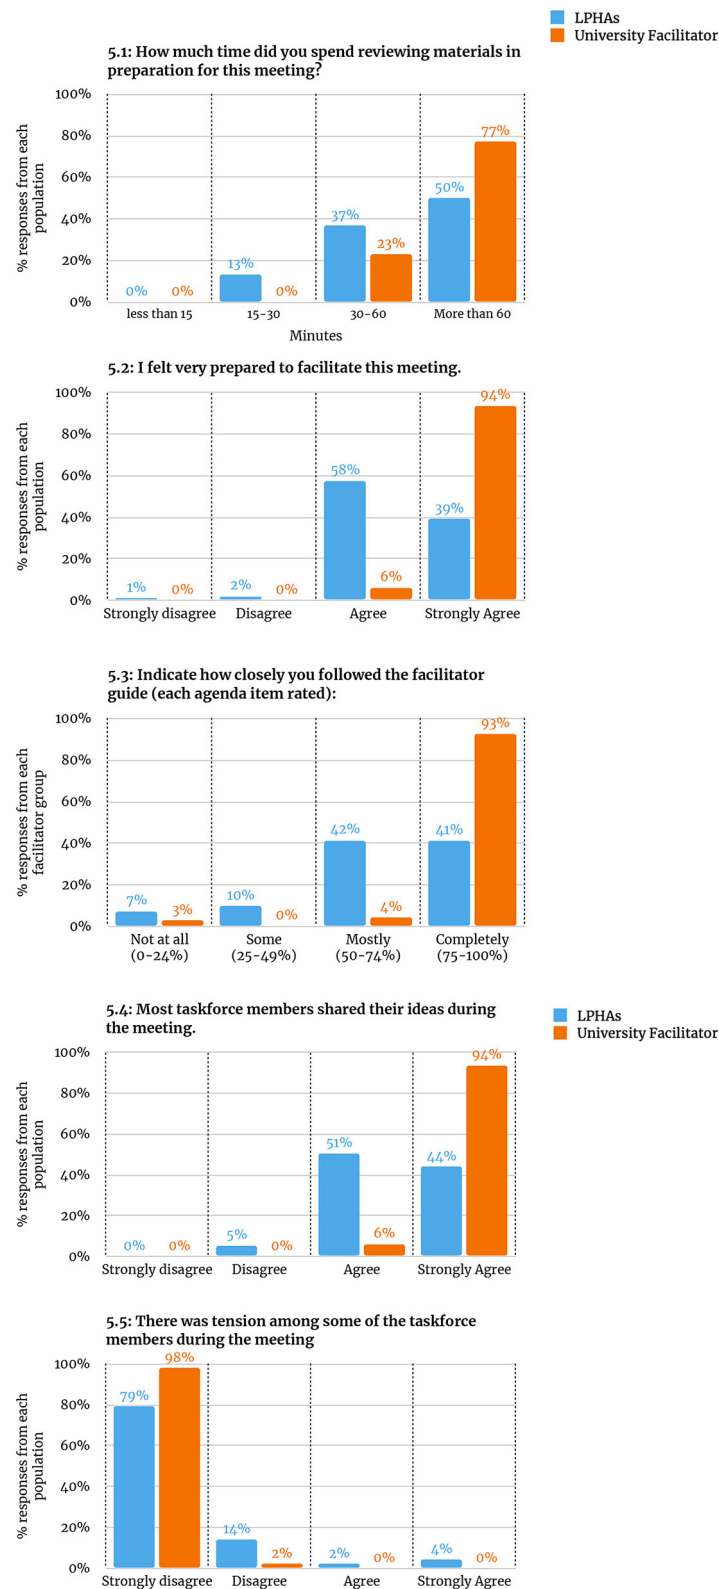 LPHAs
University Facilitator
5.1: How much time did you spend reviewing materials in
preparation for this meeting?
% responses from each
population
100%
80%
60%
40%
20%
0%
0%
0%
13%
0%
37%
23%
50%
77%
less than 15
15-30
30-60
More than 60
Minutes
5.2: I felt very prepared to facilitate this meeting.
% responses from each
population
100%
80%
60%
40%
20%
0%
1%
0%
2%
0%
58%
6%
39%
94%
Strongly disagree
Disagree
Agree
Strongly Agree
5.3: Indicate how closely you followed the facilitator
guide (each agenda item rated):
% responses from each
facilitator group
100%
80%
60%
40%
20%
0%
7%
3%
10%
0%
42%
4%
41%
93%
Not at all
(0-24%)
Some
(25-49%)
Mostly
(50-74%)
Completely
(75-100%)
5.4: Most taskforce members shared their ideas during
the meeting.
LPHAs
University Facilitator
% responses from each
population
100%
80%
60%
40%
20%
0%
0%
0%
5%
0%
51%
6%
44%
94%
Strongly disagree
Disagree
Agree
Strongly Agree
5.5: There was tension among some of the taskforce
members during the meeting
% responses from each
population
100%
80%
60%
40%
20%
0%
79%
98%
14%
2%
2%
0%
4%
0%
Strongly disagree
Disagree
Agree
Strongly Agree